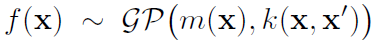 f(x) ∼ 𝒢𝒫(m(x), k(x, x′))